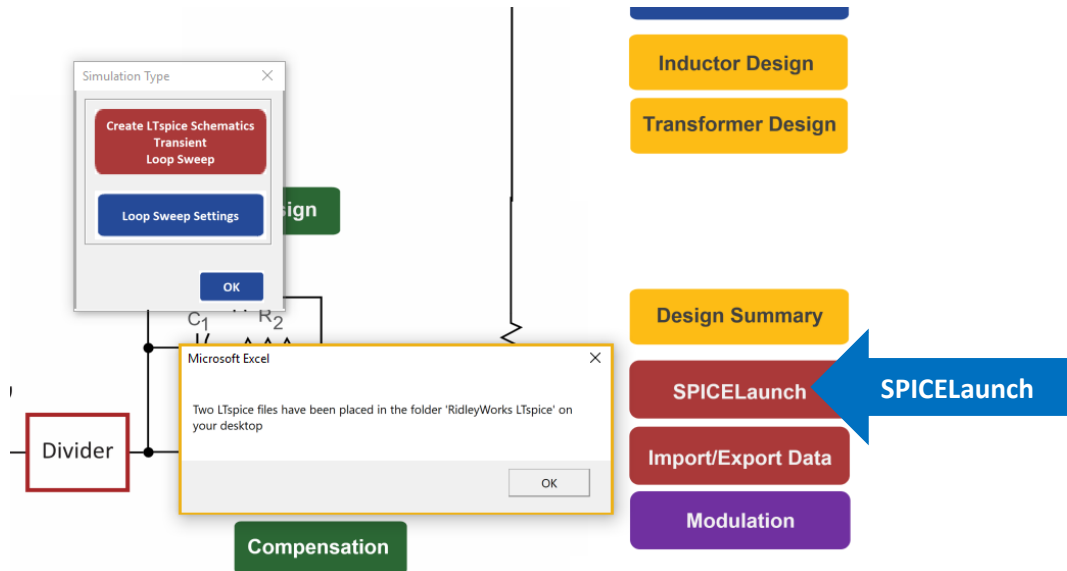 Inductor Design
Simulation Type
Create LTspice Schematics
Transient
Loop Sweep
Transformer Design
Loop Sweep Settings
ign
OK
C1
R2
Design Summary
Microsoft Excel
SPICELaunch
SPICELaunch
Two LTspice files have been placed in the folder 'RidleyWorks LTspice' on
your desktop
Divider
Import/Export Data
OK
Modulation
Compensation